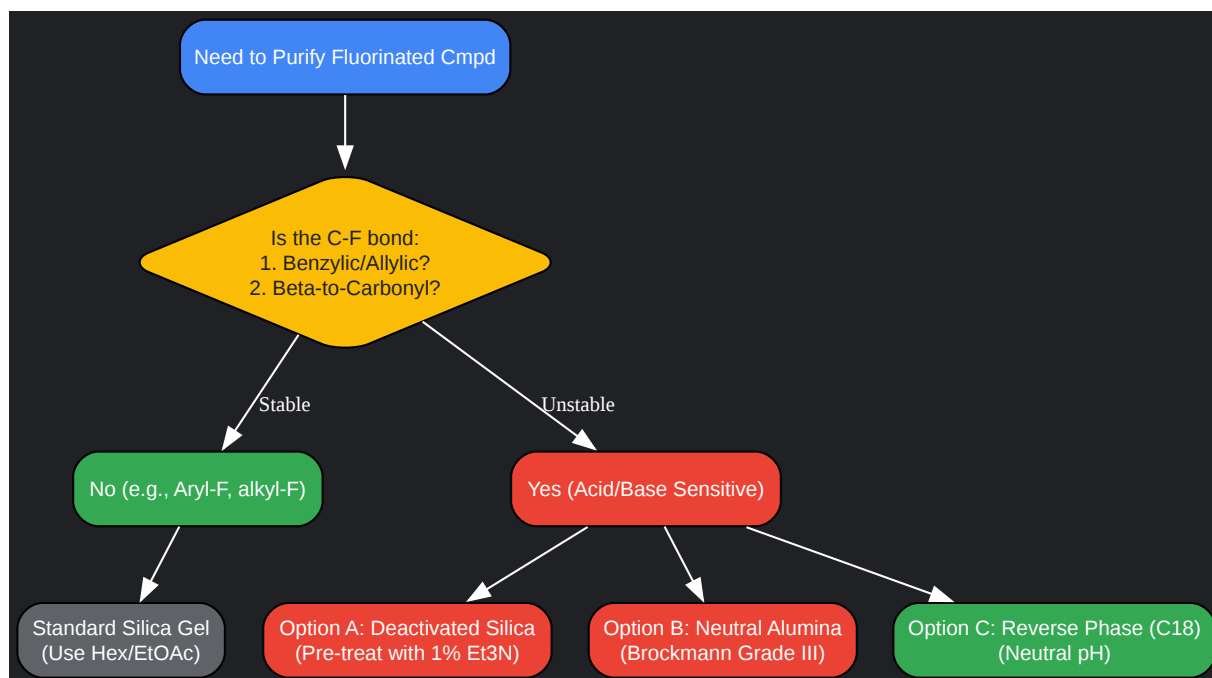 Need to Purify Fluorinated Cmpd
Is the C-F bond:
1. Benzylic/Allylic?
2. Beta-to-Carbonyl?
Stable
Unstable
No (e.g., Aryl-F, alkyl-F)
Yes (Acid/Base Sensitive)
Standard Silica Gel
(Use Hex/EtOAc)
Option A: Deactivated Silica
(Pre-treat with 1% Et3N)
Option B: Neutral Alumina
(Brockmann Grade III)
Option C: Reverse Phase (C18)
(Neutral pH)